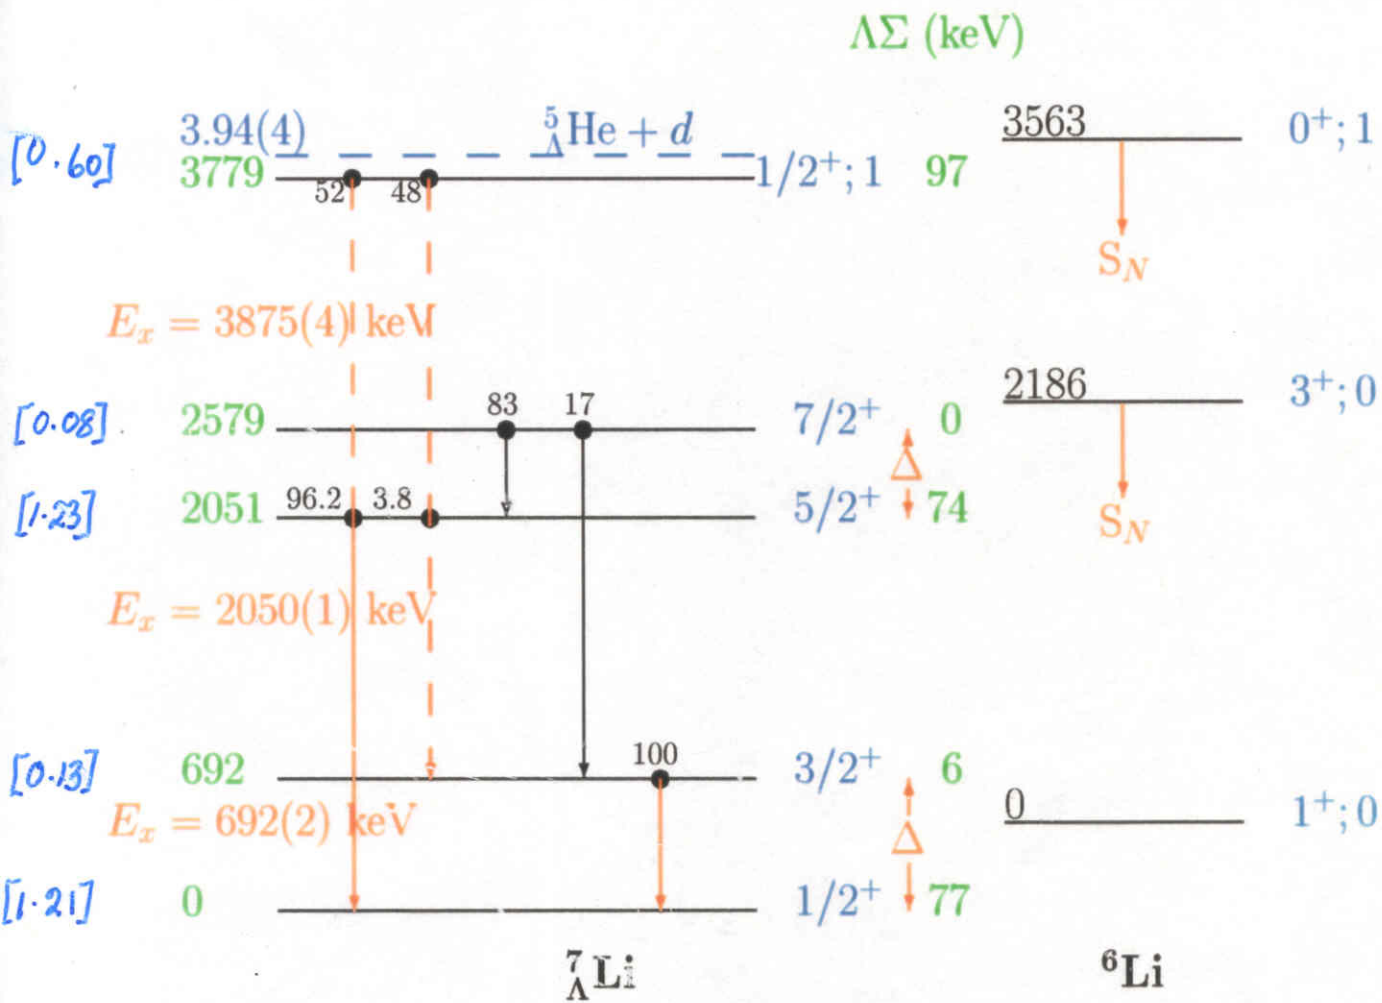 ΛΣ (keV)
[0.60] 3.94(4) ⁵ΛHe + d 3563 0⁺; 1
3779 52 48 1/2⁺; 1 97
S_N
E_x = 3875(4) keV
[0.08] 2579 83 17 7/2⁺ 0 2186 3⁺; 0
Δ
[1.23] 2051 96.2 3.8 5/2⁺ 74 S_N
E_x = 2050(1) keV
[0.13] 692 100 3/2⁺ 6 0 1⁺; 0
E_x = 692(2) keV Δ
[1.21] 0 1/2⁺ 77
⁷ΛLi ⁶Li